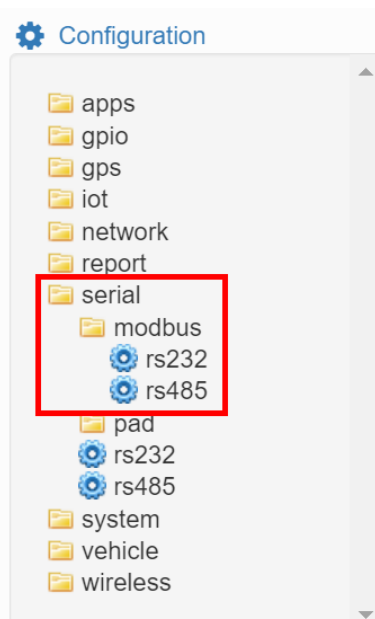 Configuration
apps
gpio
gps
iot
network
report
serial
modbus
rs232
rs485
pad
rs232
rs485
system
vehicle
wireless